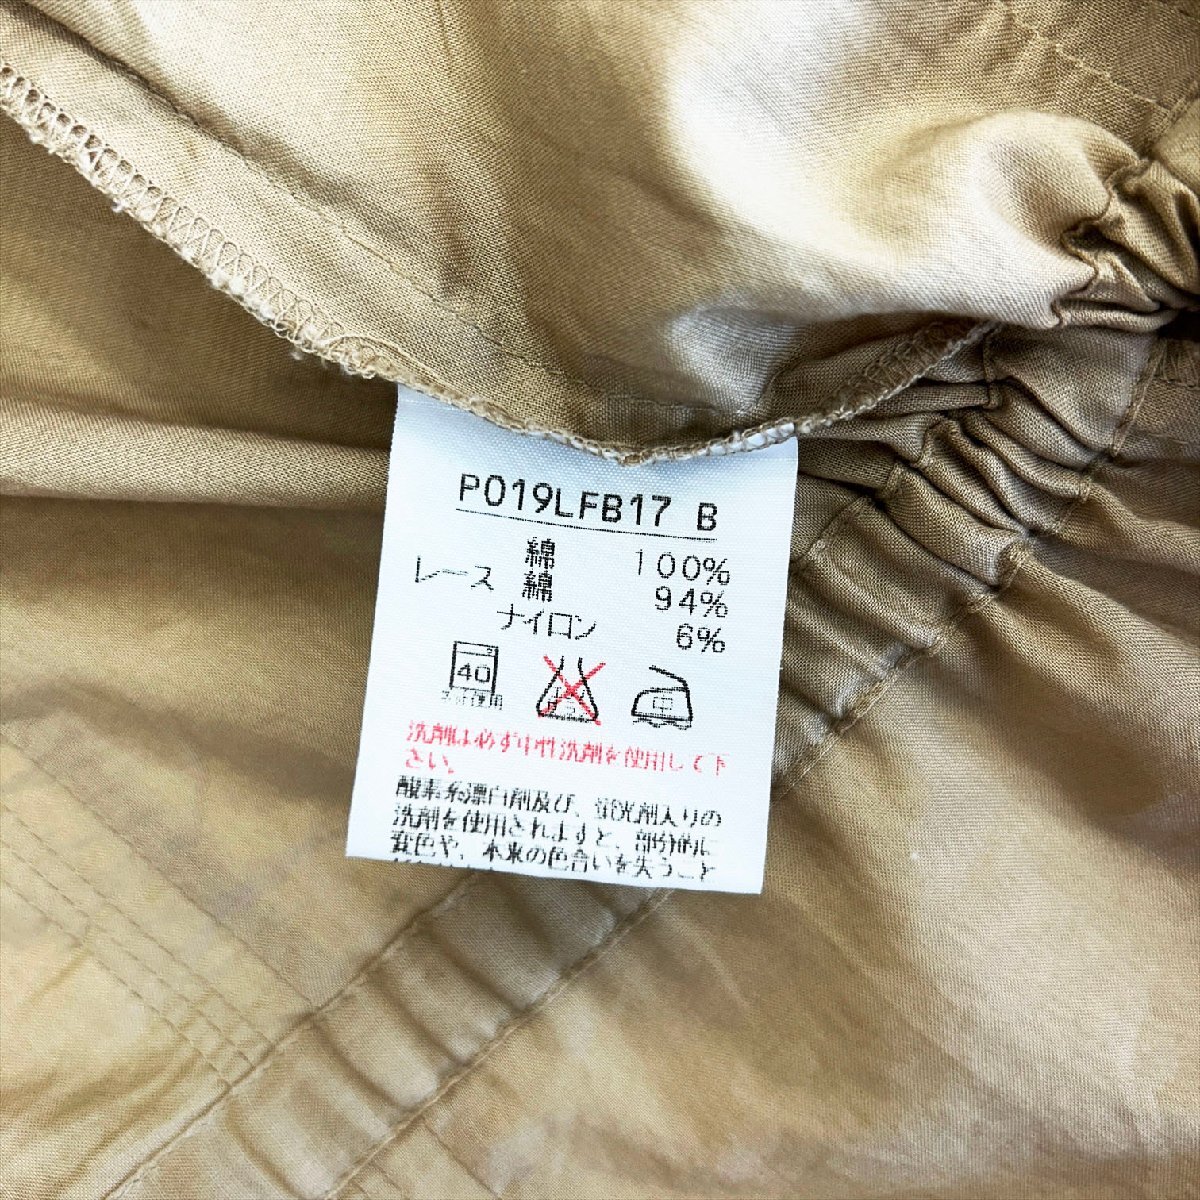 P019LFB17 B
綿 100%
レース 綿 94%
ナイロン 6%
40
中
洗剤は必ず中性洗剤を使用して下
さい。
酸素系漂白剤及び、蛍光剤入りの
洗剤を使用されますと、部分的に
変色や、本来の色合いを失うこと